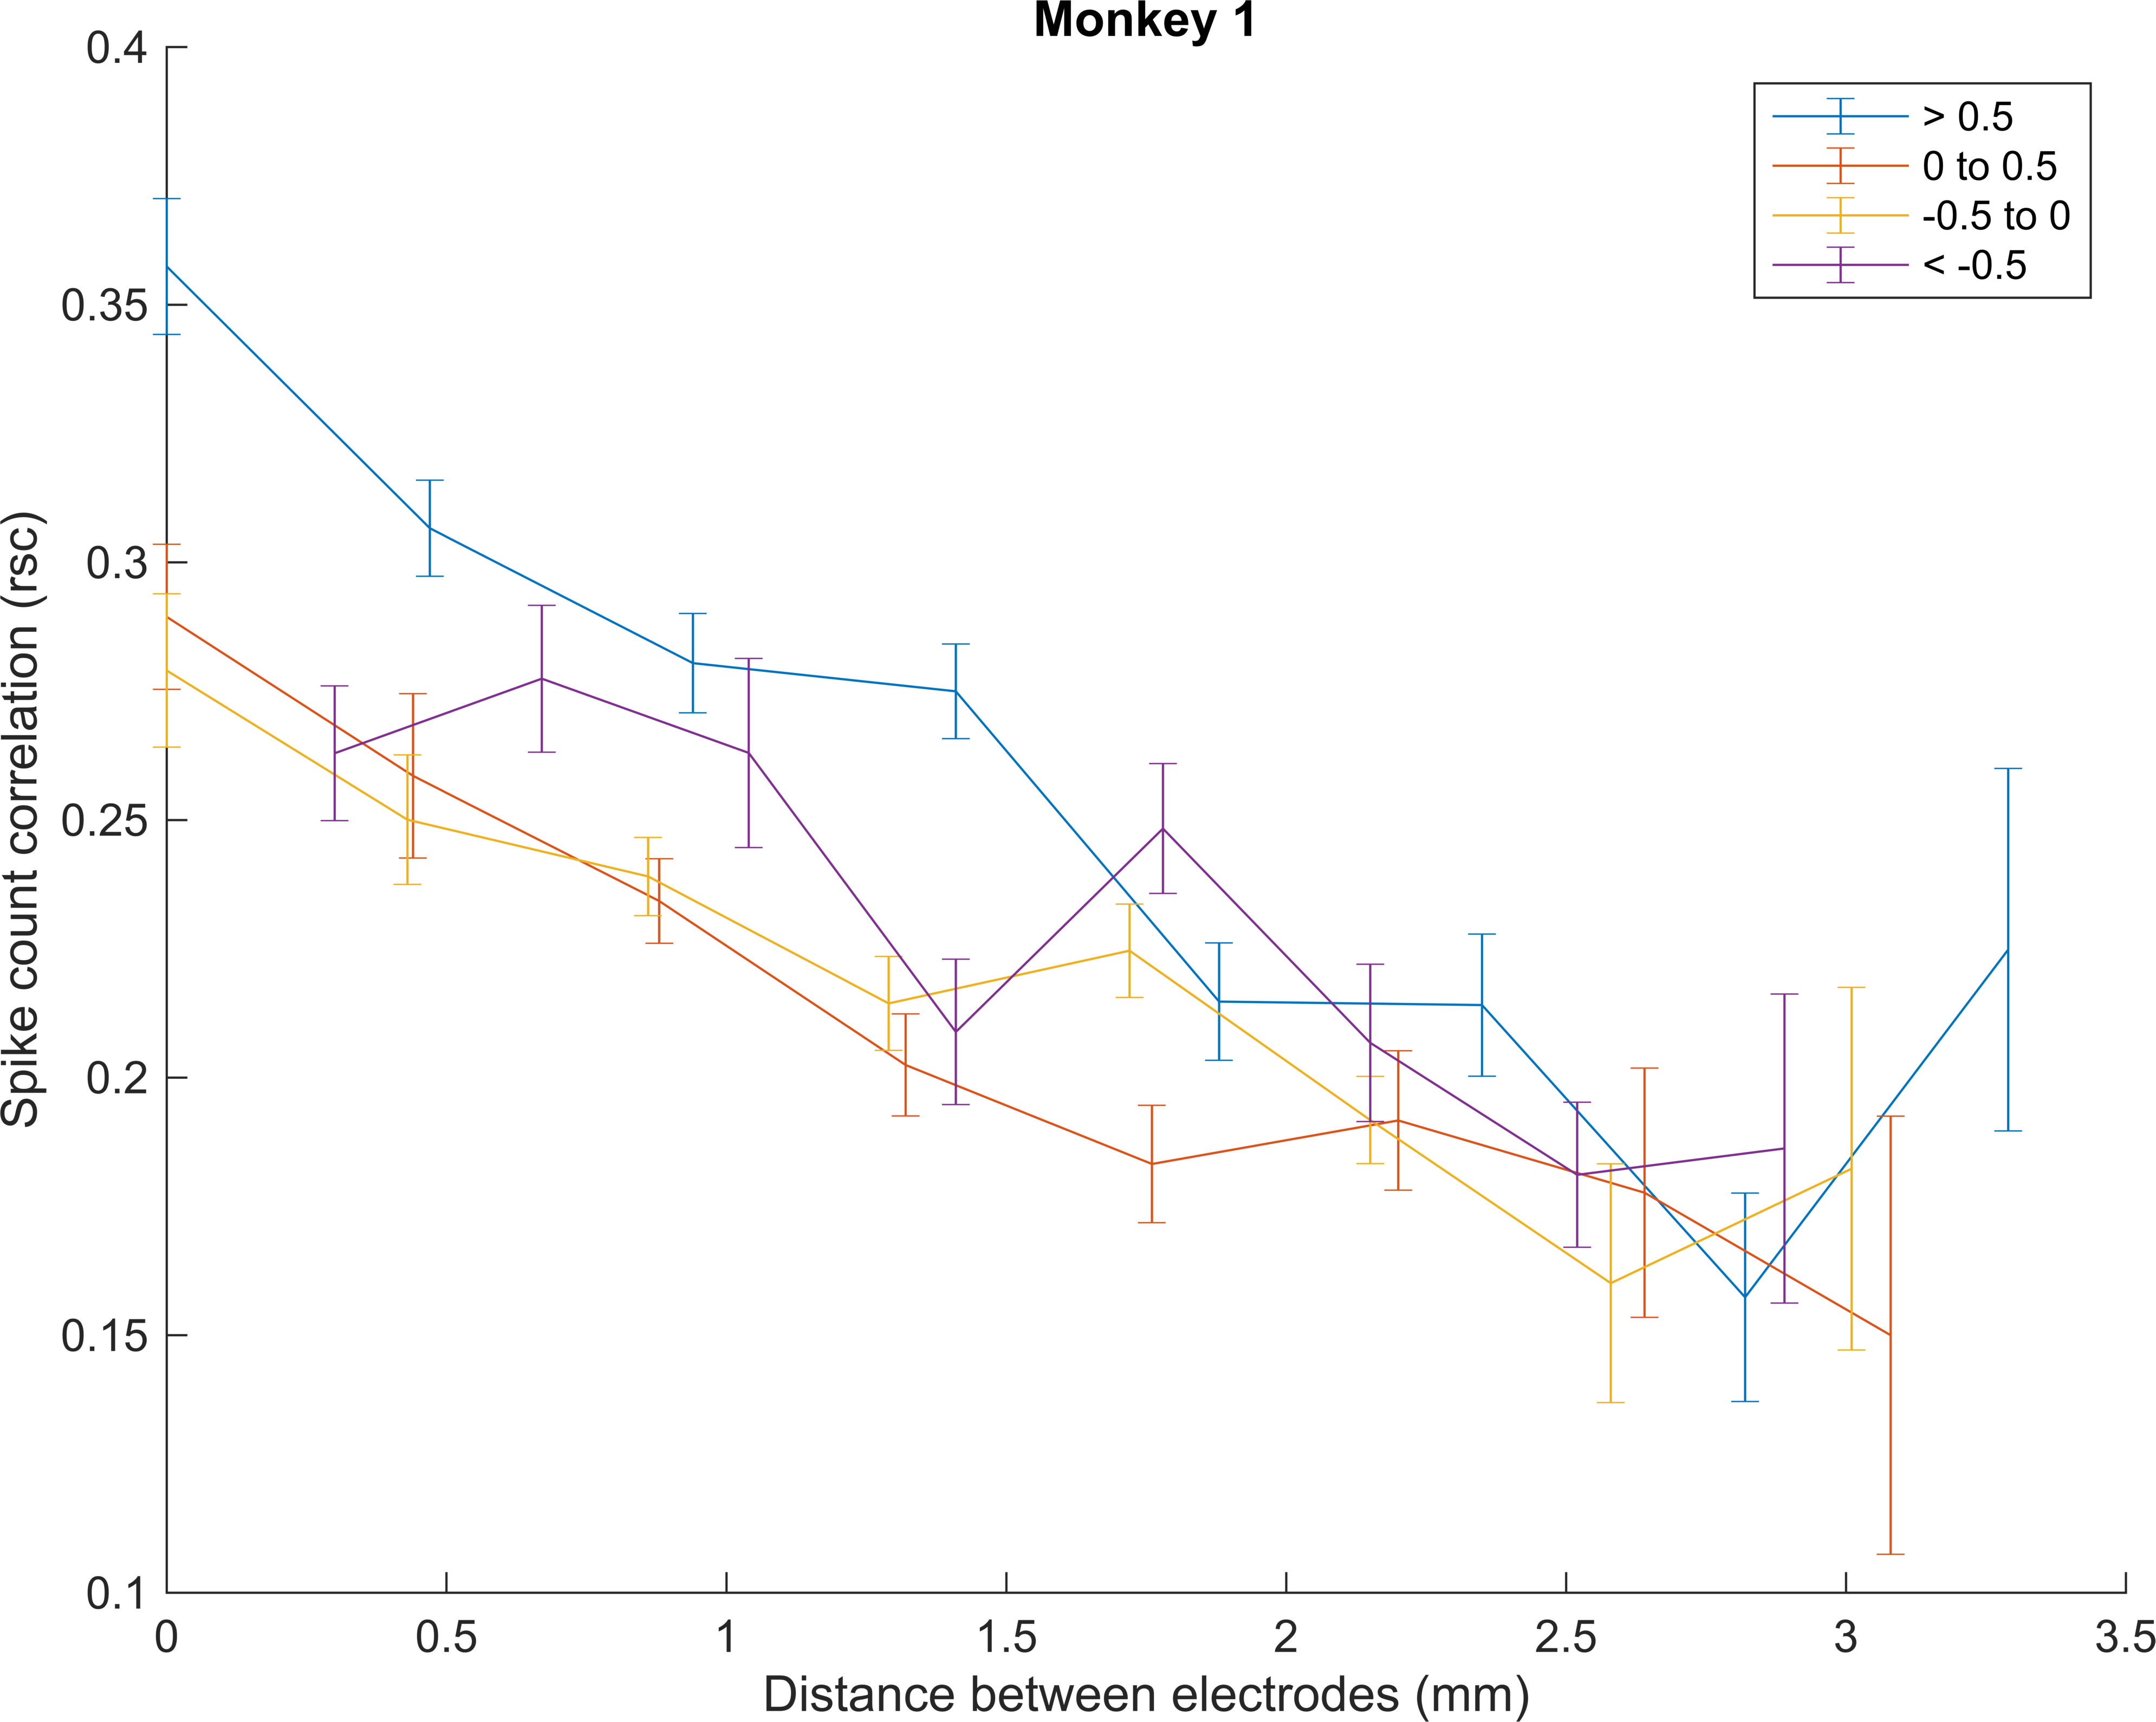 Monkey 1
0.4
0.35
0.3
0.25
0.2
0.15
0.1
Spike count correlation (rsc)
> 0.5
0 to 0.5
-0.5 to 0
< -0.5
0 0.5 1 1.5 2 2.5 3 3.5
Distance between electrodes (mm)